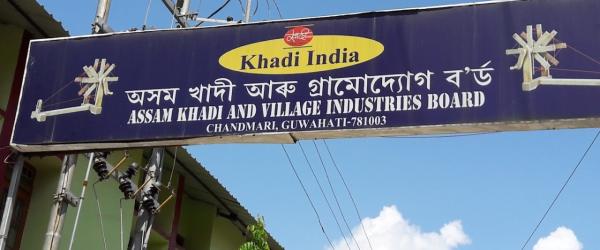 Khadi India
অসম খাদী আৰু গ্ৰামোদ্যোগ ব'ৰ্ড
ASSAM KHADI AND VILLAGE INDUSTRIES BOARD
CHANDMARI, GUWAHATI-781003